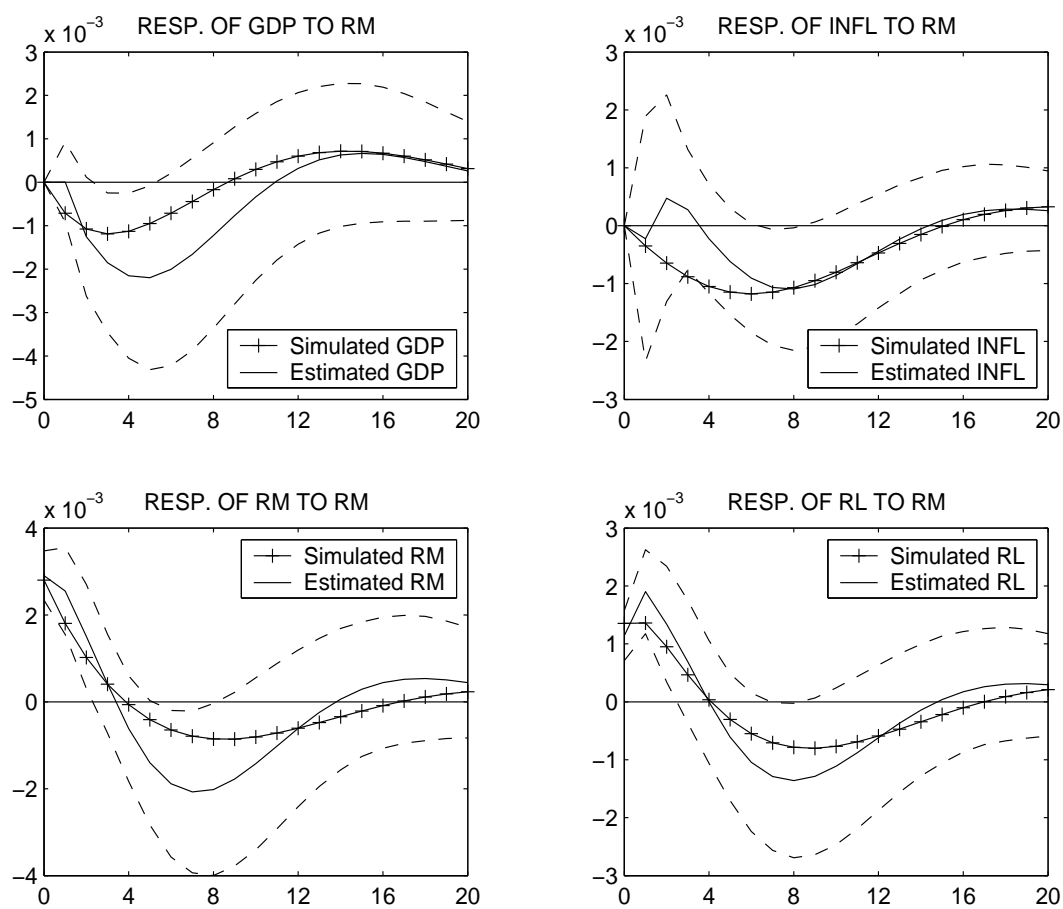 RESP. OF GDP TO RM
x 10⁻³
3
2
1
0
−1
−2
−3
−4
−5
0 4 8 12 16 20
Simulated GDP
Estimated GDP
RESP. OF INFL TO RM
x 10⁻³
3
2
1
0
−1
−2
−3
0 4 8 12 16 20
Simulated INFL
Estimated INFL
RESP. OF RM TO RM
x 10⁻³
4
2
0
−2
−4
0 4 8 12 16 20
Simulated RM
Estimated RM
RESP. OF RL TO RM
x 10⁻³
3
2
1
0
−1
−2
−3
0 4 8 12 16 20
Simulated RL
Estimated RL